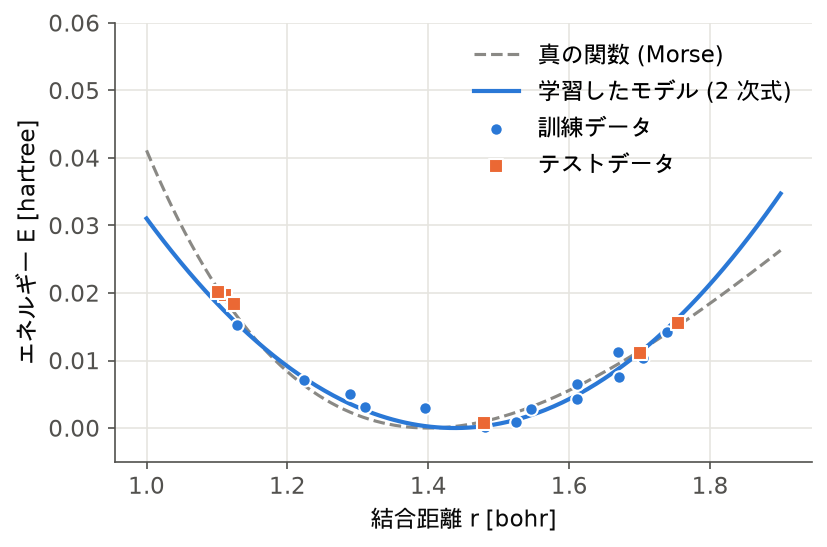 0.06
0.05
0.04
0.03
0.02
0.01
0.00
エネルギー E [hartree]
真の関数 (Morse)
学習したモデル (2 次式)
訓練データ
テストデータ
1.0 1.2 1.4 1.6 1.8
結合距離 r [bohr]